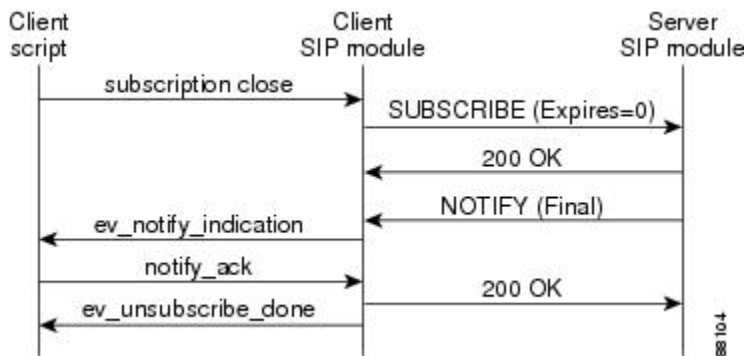 Client
script
Client
SIP module
Server
SIP module
subscription close
SUBSCRIBE (Expires=0)
200 OK
NOTIFY (Final)
ev_notify_indication
notify_ack
200 OK
ev_unsubscribe_done
88104